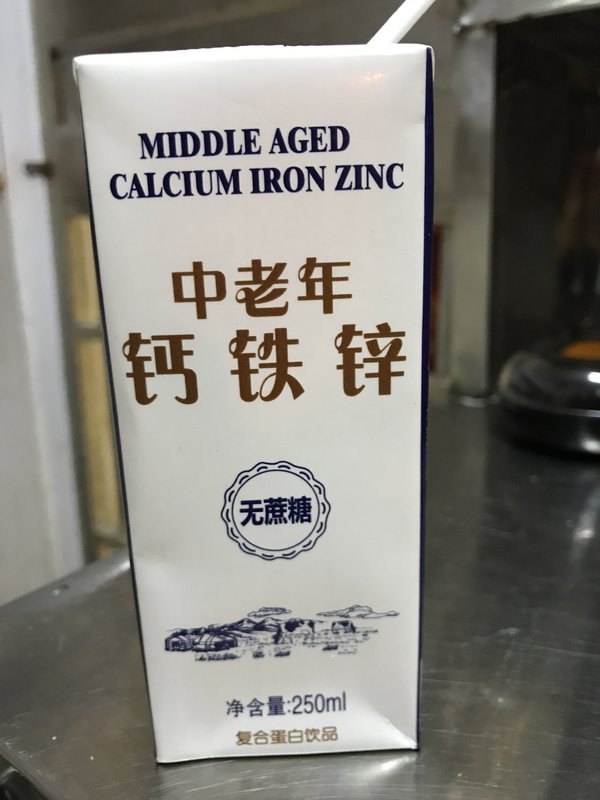 MIDDLE AGED
CALCIUM IRON ZINC
中老年
钙铁锌
无蔗糖
净含量:250ml
复合蛋白饮品